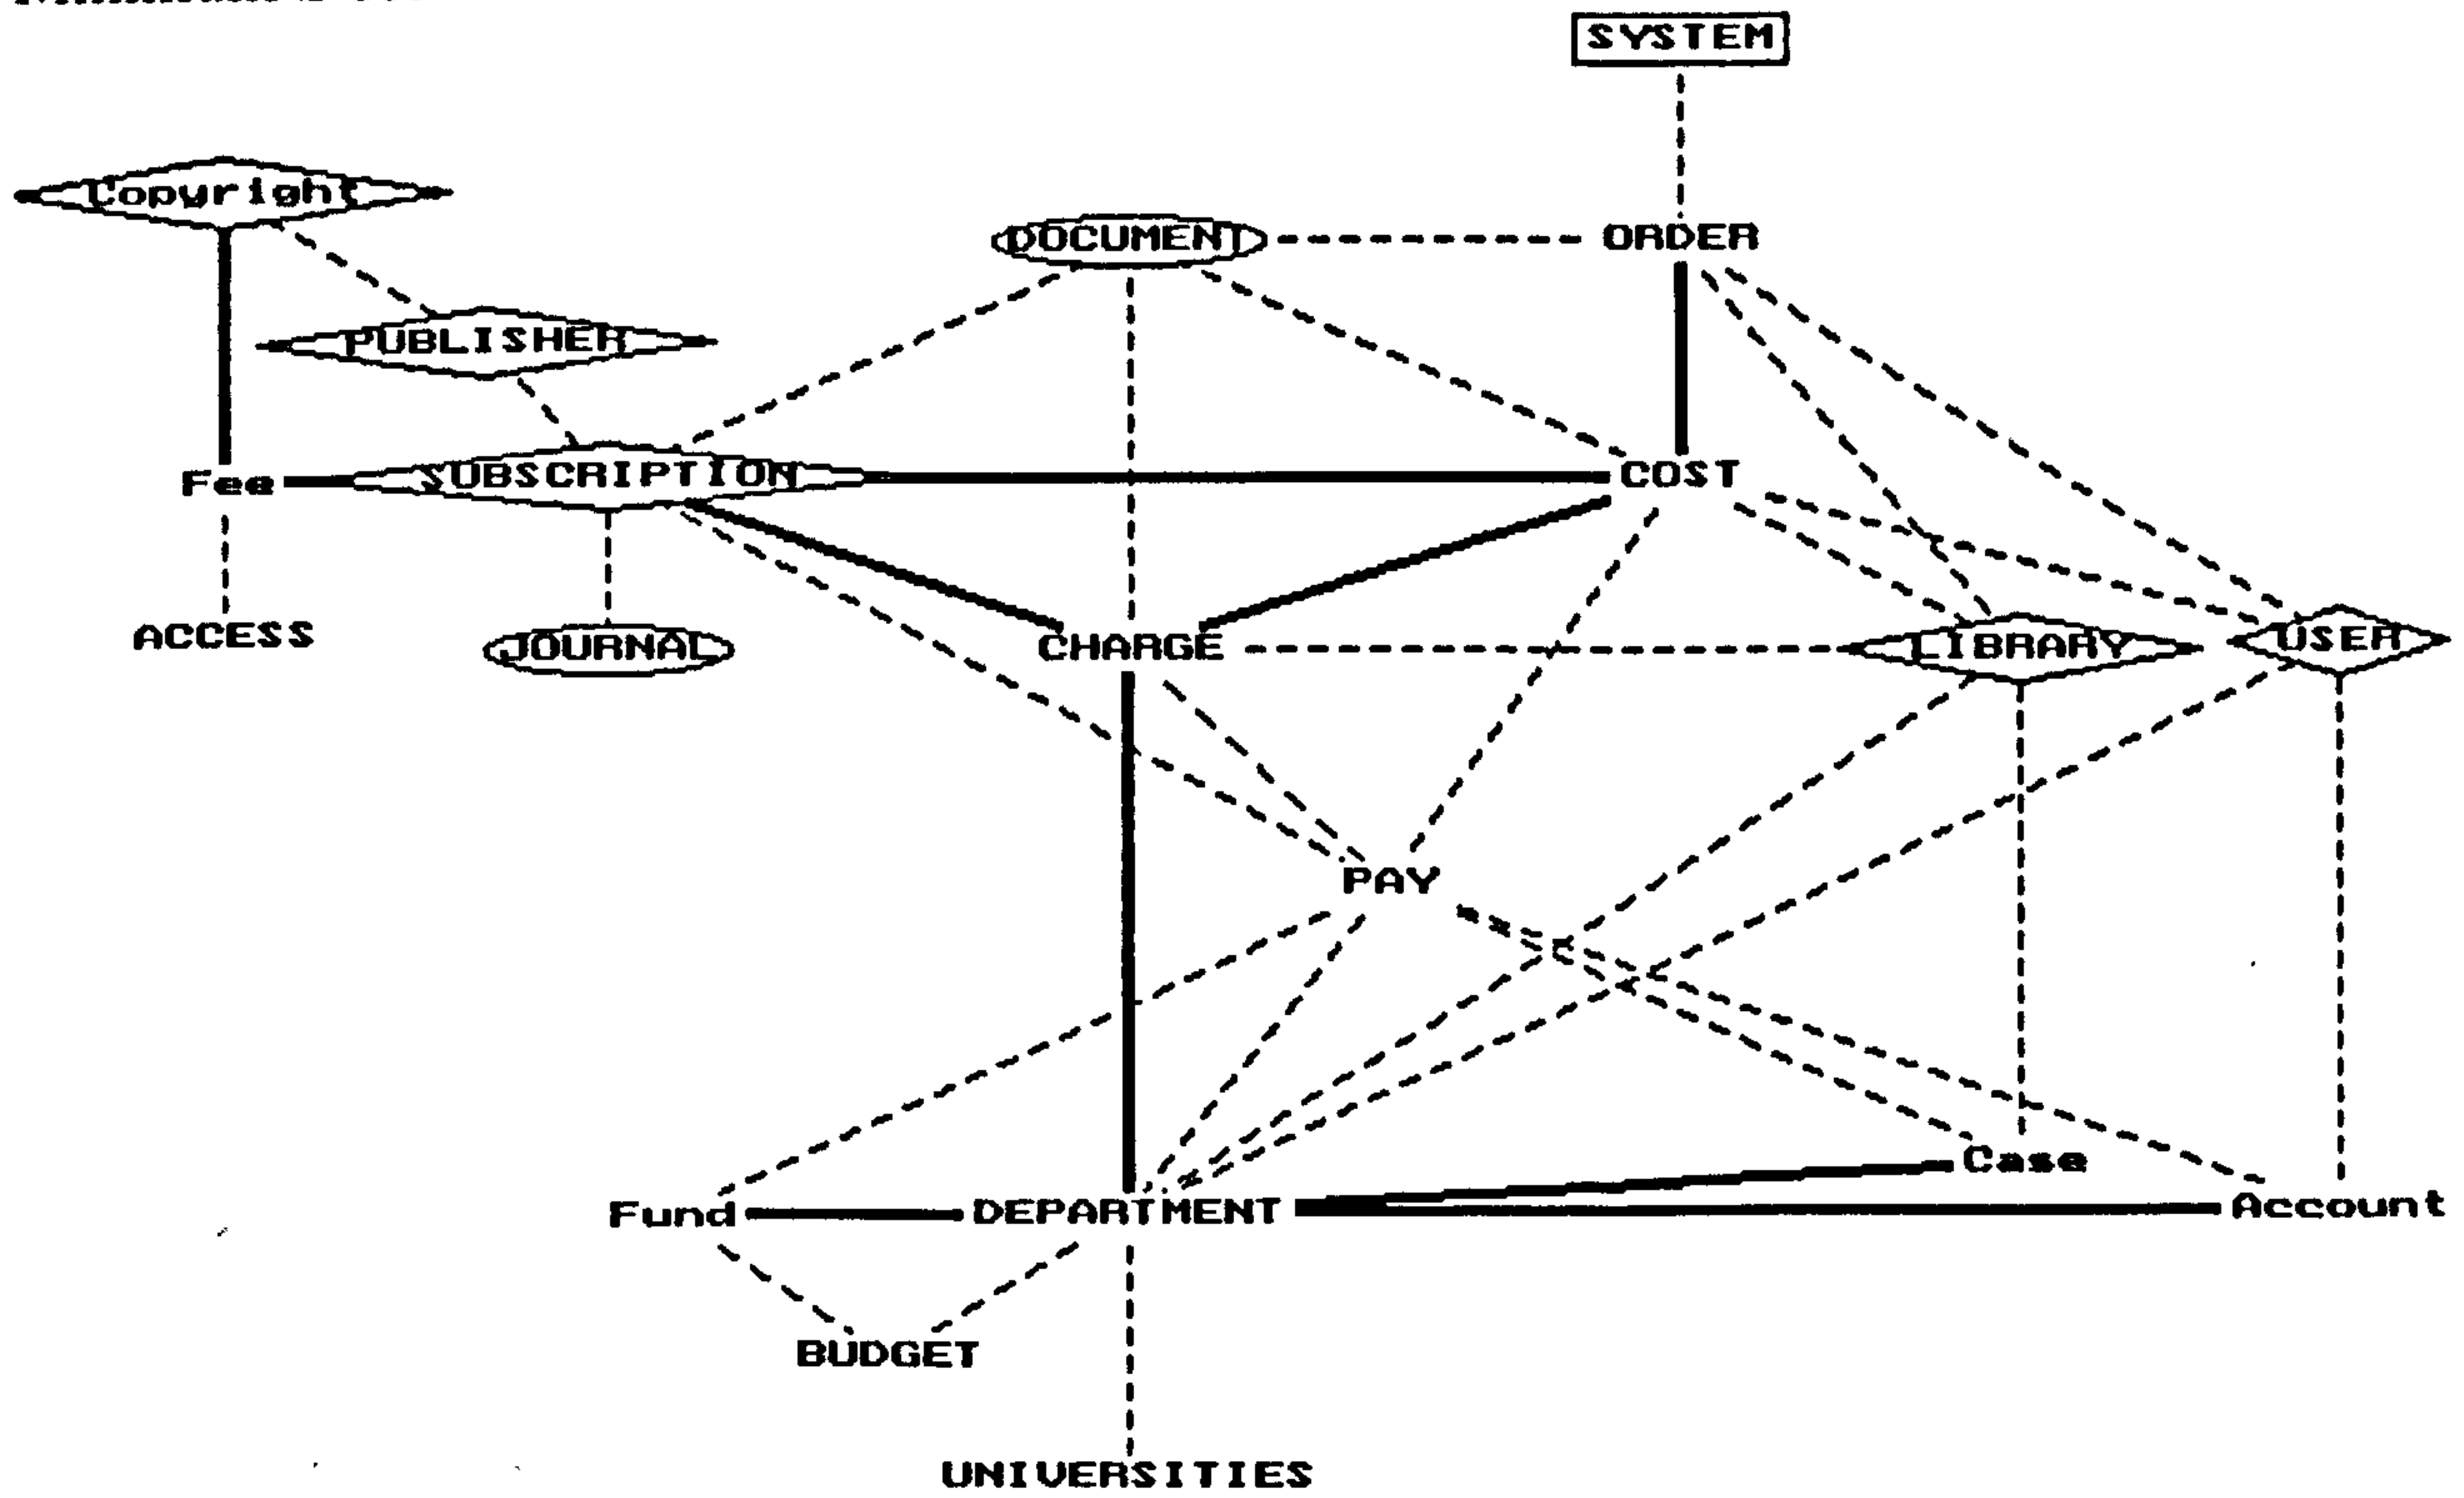 SYSTEM
Copyright
DOCUMENT
ORDER
PUBLISHER
Fee
SUBSCRIPTION
COST
ACCESS
JOURNAL
CHARGE
LIBRARY
USER
PAY
Case
Fund
DEPARTMENT
Account
BUDGET
UNIVERSITIES